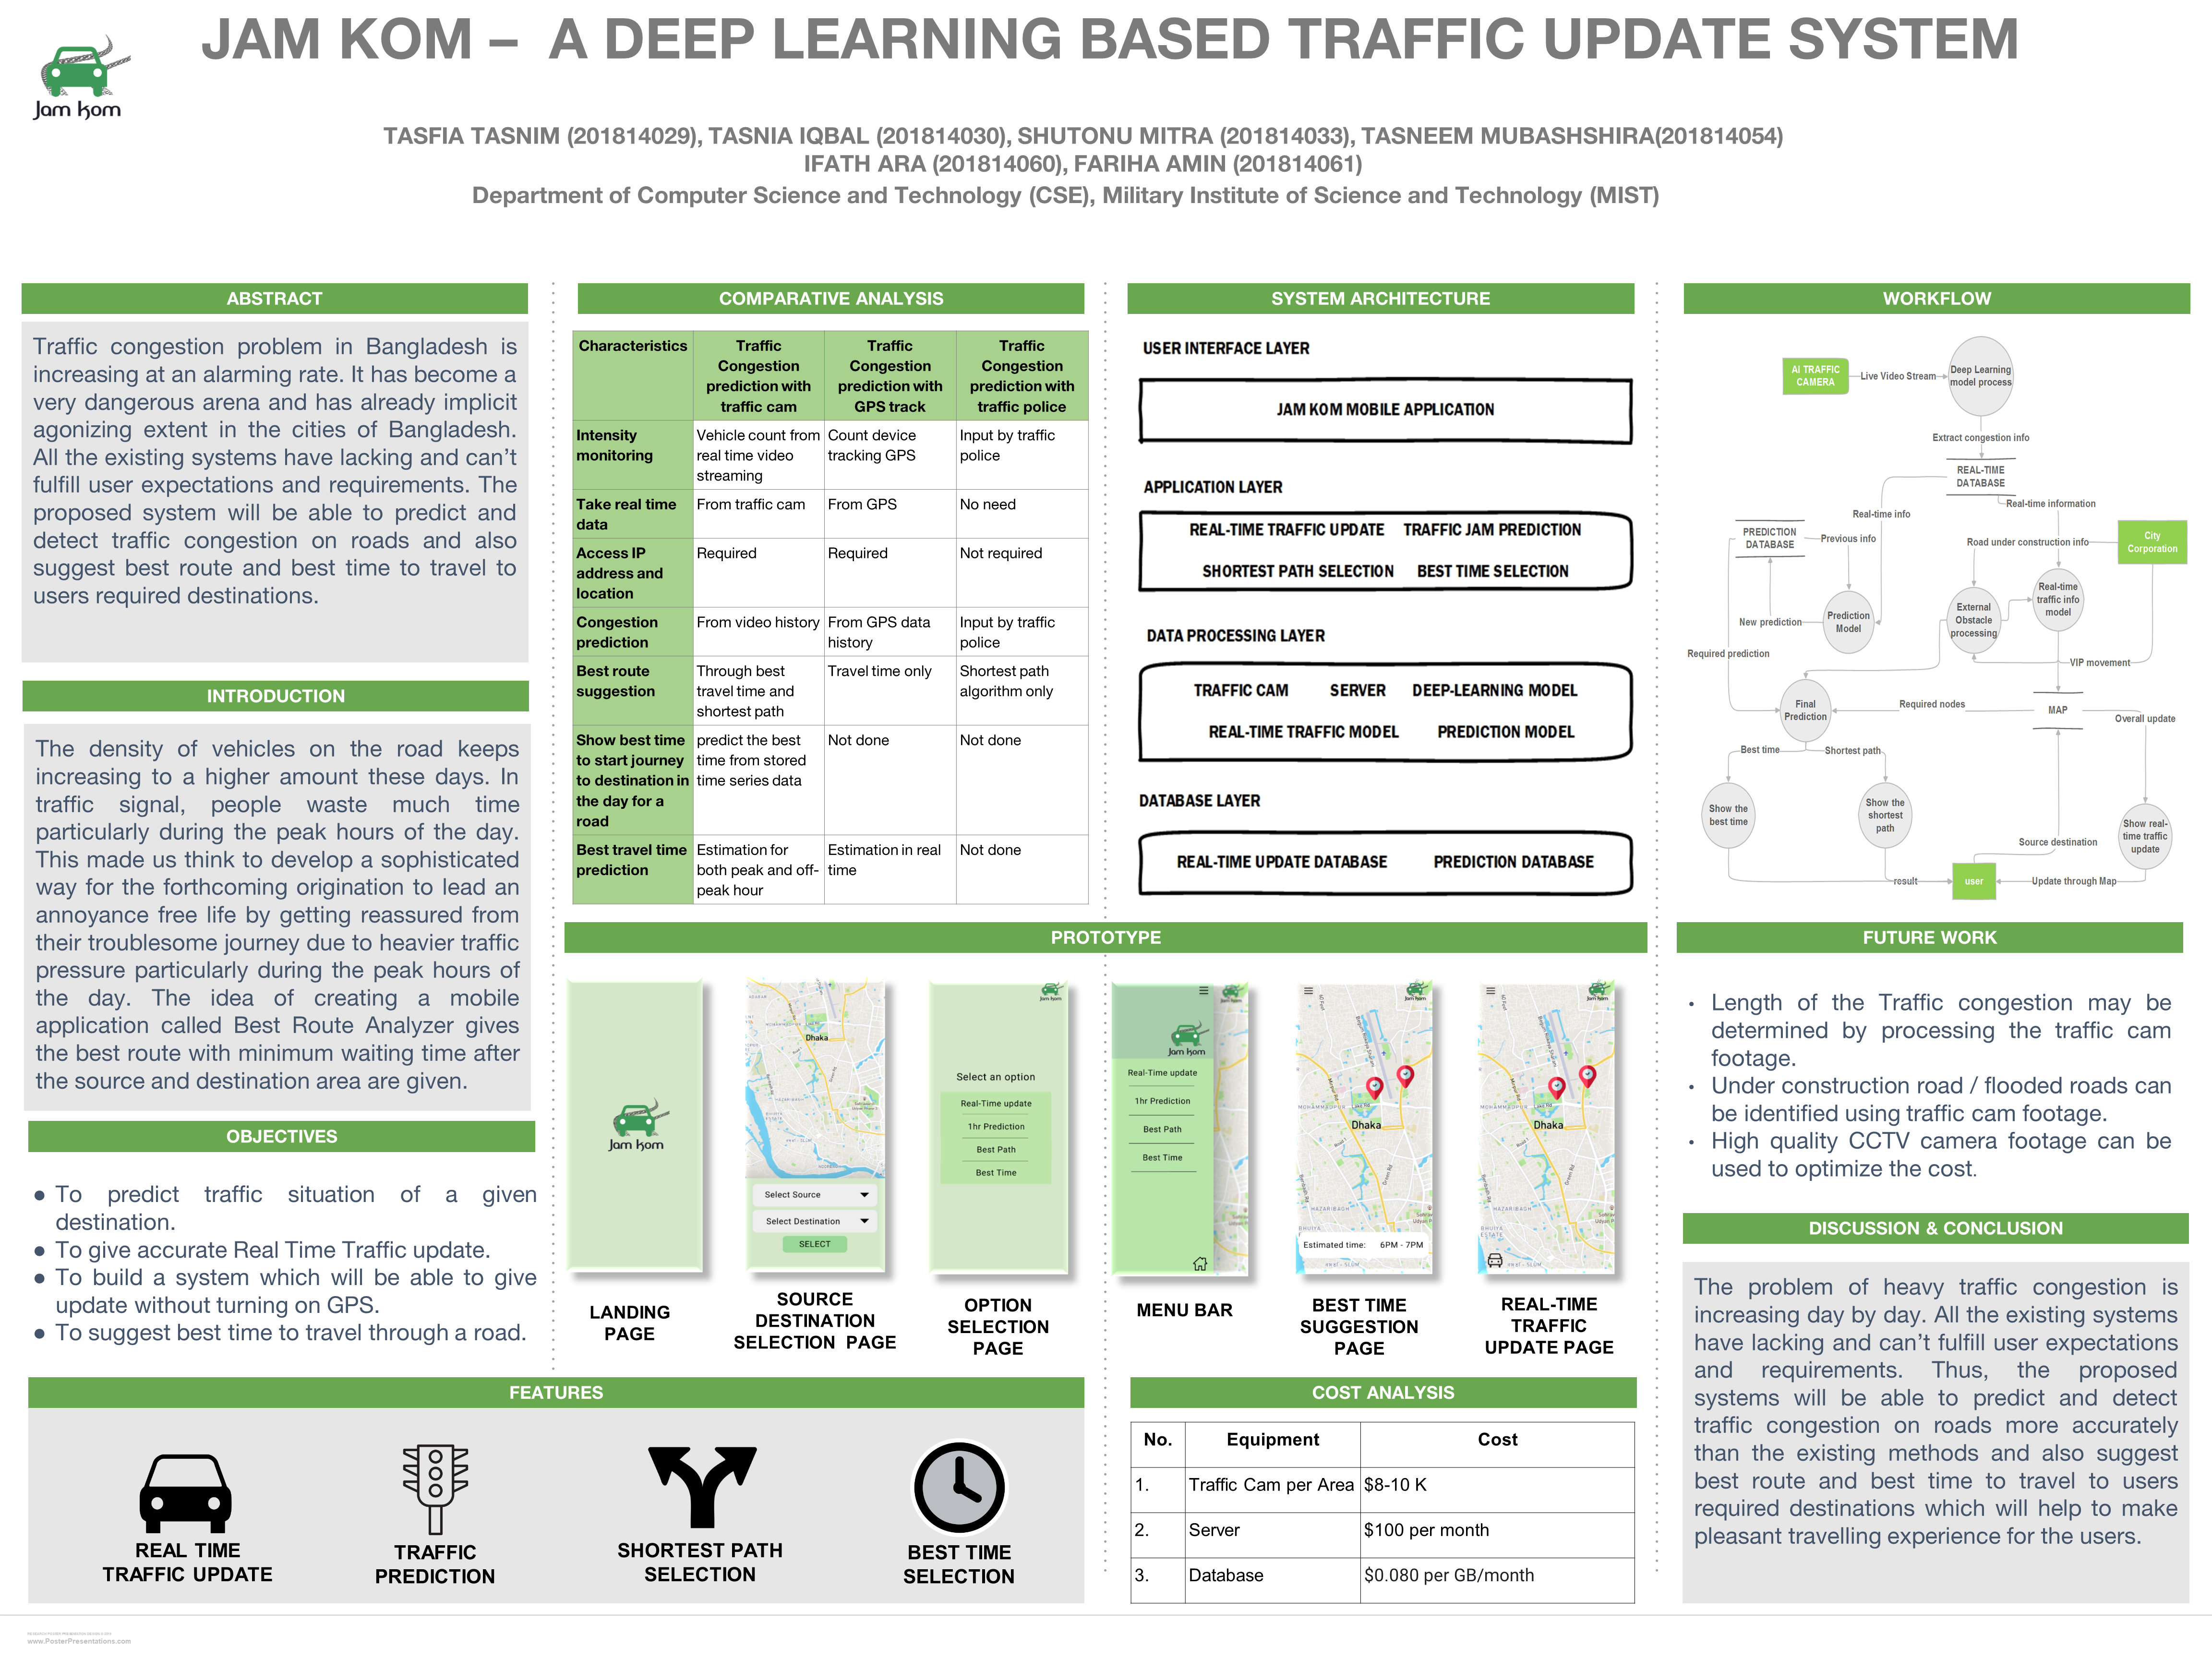 JAM KOM – A DEEP LEARNING BASED TRAFFIC UPDATE SYSTEM
Jam Kom
TASFIA TASNIM (201814029), TASNIA IQBAL (201814030), SHUTONU MITRA (201814033), TASNEEM MUBASHSHIRA(201814054)
IFATH ARA (201814060), FARIHA AMIN (201814061)
Department of Computer Science and Technology (CSE), Military Institute of Science and Technology (MIST)
ABSTRACT
Traffic congestion problem in Bangladesh is
increasing at an alarming rate. It has become a
very dangerous arena and has already implicit
agonizing extent in the cities of Bangladesh.
All the existing systems have lacking and can't
fulfill user expectations and requirements. The
proposed system will be able to predict and
detect traffic congestion on roads and also
suggest best route and best time to travel to
users required destinations.
INTRODUCTION
The density of vehicles on the road keeps
increasing to a higher amount these days. In
traffic signal, people waste much time
particularly during the peak hours of the day.
This made us think to develop a sophisticated
way for the forthcoming origination to lead an
annoyance free life by getting reassured from
their troublesome journey due to heavier traffic
pressure particularly during the peak hours of
the day. The idea of creating a mobile
application called Best Route Analyzer gives
the best route with minimum waiting time after
the source and destination area are given.
OBJECTIVES
● To predict traffic situation of a given
destination.
● To give accurate Real Time Traffic update.
● To build a system which will be able to give
update without turning on GPS.
● To suggest best time to travel through a road.
COMPARATIVE ANALYSIS
Characteristics
Traffic
Congestion
prediction with
traffic cam
Traffic
Congestion
prediction with
GPS track
Traffic
Congestion
prediction with
traffic police
Intensity
monitoring
Vehicle count from
real time video
streaming
Count device
tracking GPS
Input by traffic
police
Take real time
data
From traffic cam
From GPS
No need
Access IP
address and
location
Required
Required
Not required
Congestion
prediction
From video history
From GPS data
history
Input by traffic
police
Best route
suggestion
Through best
travel time and
shortest path
Travel time only
Shortest path
algorithm only
Show best time
to start journey
to destination in
the day for a
road
predict the best
time from stored
time series data
Not done
Not done
Best travel time
prediction
Estimation for
both peak and off-
peak hour
Estimation in real
time
Not done
SYSTEM ARCHITECTURE
USER INTERFACE LAYER
JAM KOM MOBILE APPLICATION
APPLICATION LAYER
REAL-TIME TRAFFIC UPDATE TRAFFIC JAM PREDICTION
SHORTEST PATH SELECTION BEST TIME SELECTION
DATA PROCESSING LAYER
TRAFFIC CAM SERVER DEEP-LEARNING MODEL
REAL-TIME TRAFFIC MODEL PREDICTION MODEL
DATABASE LAYER
REAL-TIME UPDATE DATABASE PREDICTION DATABASE
WORKFLOW
AI TRAFFIC
CAMERA
Live Video Stream
Deep Learning
model process
Extract congestion info
REAL-TIME
DATABASE
Real-time information
Real-time info
PREDICTION
DATABASE
Previous info
Road under construction info
City
Corporation
Real-time
traffic info
model
External
Obstacle
processing
Prediction
Model
New prediction
Required prediction
VIP movement
Final
Prediction
Required nodes
MAP
Overall update
Best time
Shortest path
Show the
best time
Show the
shortest
path
Show real-
time traffic
update
Source destination
result
user
Update through Map
PROTOTYPE
Jam Kom
Dhaka
Select Source
Select Destination
SELECT
Jam Kom
Select an option
Real-Time update
1hr Prediction
Best Path
Best Time
Jam Kom
Real-Time update
1hr Prediction
Best Path
Best Time
Jam Kom
MOHAMMADPUR
Dhaka
HAZARIBAGH
Estimated time: 6PM - 7PM
Jam Kom
MOHAMMADPUR
Dhaka
HAZARIBAGH
LANDING
PAGE
SOURCE
DESTINATION
SELECTION PAGE
OPTION
SELECTION
PAGE
MENU BAR
BEST TIME
SUGGESTION
PAGE
REAL-TIME
TRAFFIC
UPDATE PAGE
FEATURES
REAL TIME
TRAFFIC UPDATE
TRAFFIC
PREDICTION
SHORTEST PATH
SELECTION
BEST TIME
SELECTION
COST ANALYSIS
No. Equipment Cost
1. Traffic Cam per Area $8-10 K
2. Server $100 per month
3. Database $0.080 per GB/month
FUTURE WORK
• Length of the Traffic congestion may be
determined by processing the traffic cam
footage.
• Under construction road / flooded roads can
be identified using traffic cam footage.
• High quality CCTV camera footage can be
used to optimize the cost.
DISCUSSION & CONCLUSION
The problem of heavy traffic congestion is
increasing day by day. All the existing systems
have lacking and can't fulfill user expectations
and requirements. Thus, the proposed
systems will be able to predict and detect
traffic congestion on roads more accurately
than the existing methods and also suggest
best route and best time to travel to users
required destinations which will help to make
pleasant travelling experience for the users.
www.PosterPresentations.com